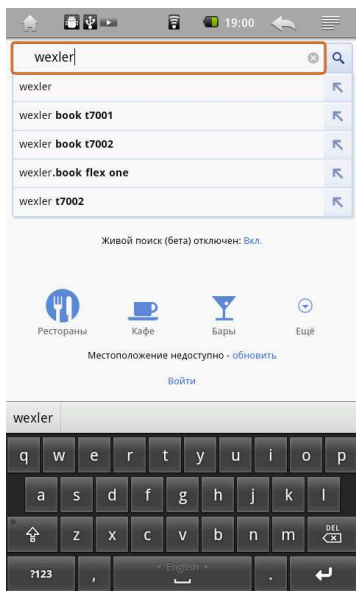 19:00
wexler
wexler
wexler book t7001
wexler book t7002
wexler.book flex one
wexler t7002
Живой поиск (бета) отключен: Вкл.
Рестораны Кафе Бары Ещё
Местоположение недоступно - обновить
Войти
wexler
q w e r t y u i o p
a s d f g h j k l
z x c v b n m DEL
?123 , English .